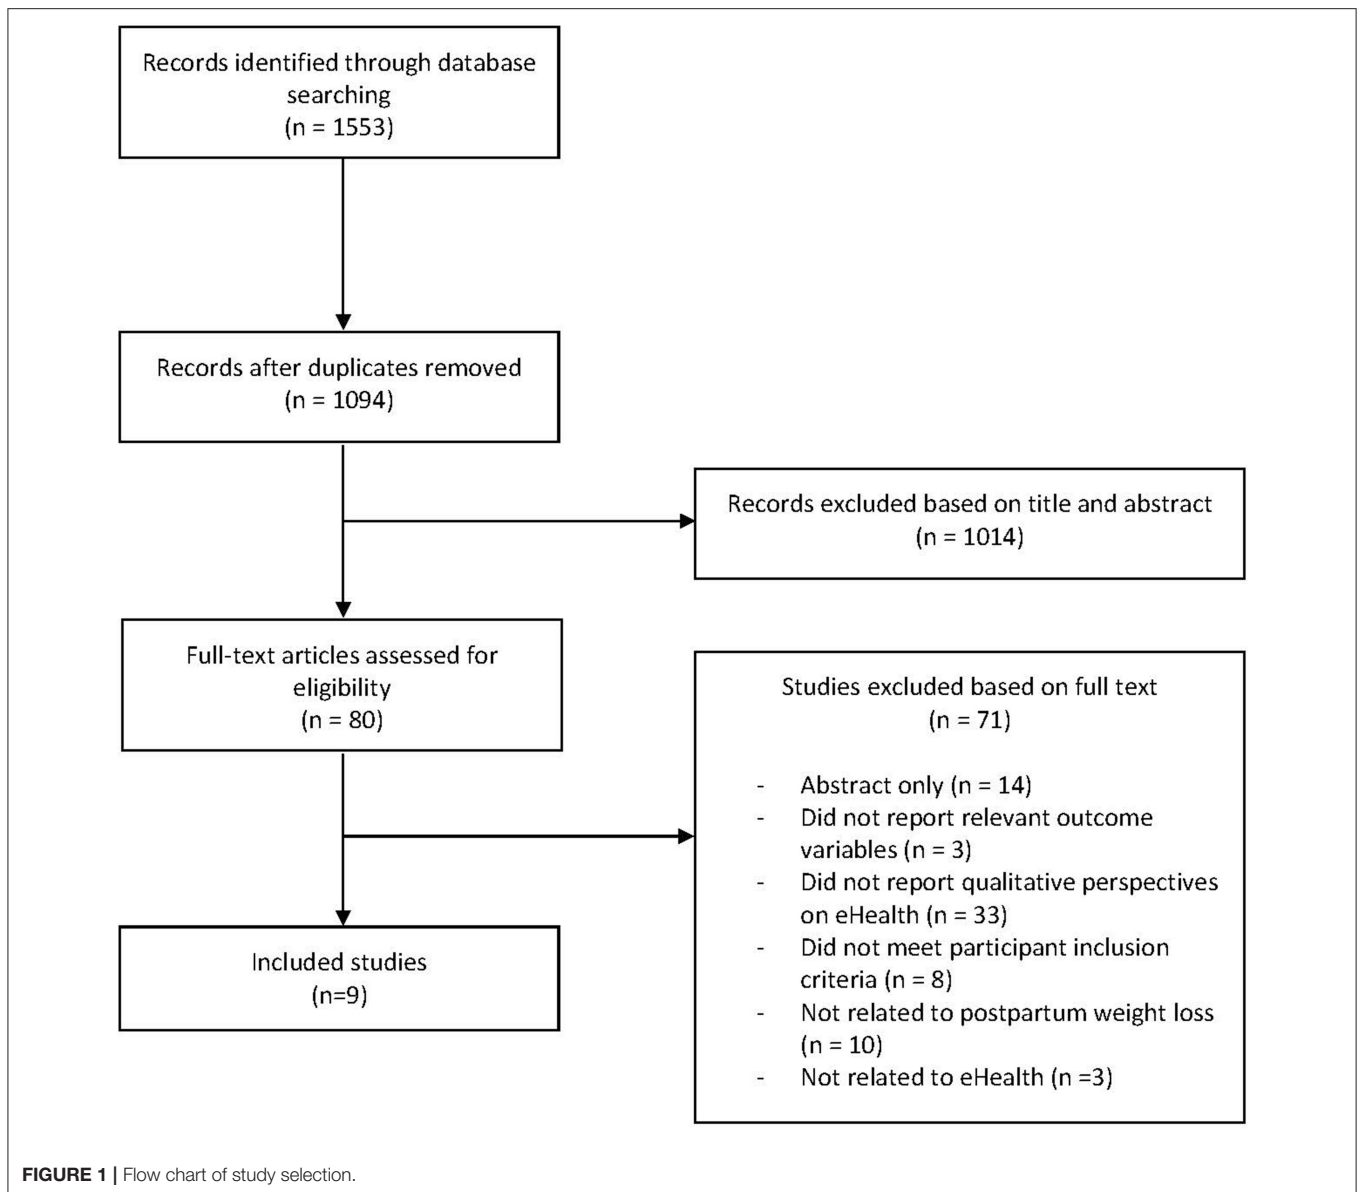 Records identified through database
searching
(n = 1553)
Records after duplicates removed
(n = 1094)
Records excluded based on title and abstract
(n = 1014)
Full-text articles assessed for
eligibility
(n = 80)
Studies excluded based on full text
(n = 71)
- Abstract only (n = 14)
- Did not report relevant outcome
variables (n = 3)
- Did not report qualitative perspectives
on eHealth (n = 33)
- Did not meet participant inclusion
criteria (n = 8)
- Not related to postpartum weight loss
(n = 10)
- Not related to eHealth (n =3)
Included studies
(n=9)
FIGURE 1 | Flow chart of study selection.